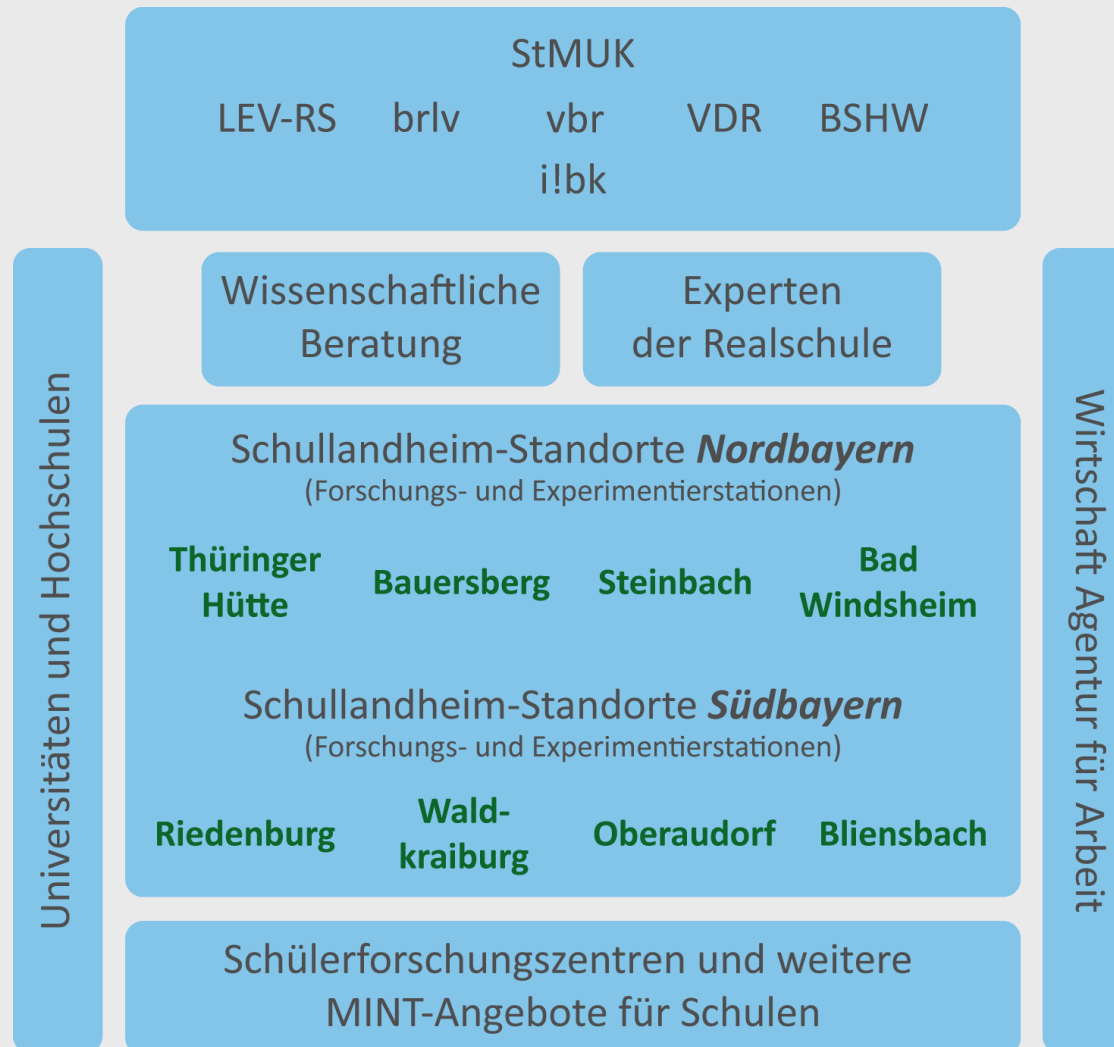 StMUK
LEV-RS brlv vbr VDR BSHW
i!bk
Universitäten und Hochschulen
Wissenschaftliche
Beratung
Experten
der Realschule
Schullandheim-Standorte Nordbayern
(Forschungs- und Experimentierstationen)
Thüringer
Hütte
Bauersberg
Steinbach
Bad
Windsheim
Schullandheim-Standorte Südbayern
(Forschungs- und Experimentierstationen)
Riedenburg
Wald-
kraiburg
Oberaudorf
Bliensbach
Schülerforschungszentren und weitere
MINT-Angebote für Schulen
Wirtschaft Agentur für Arbeit